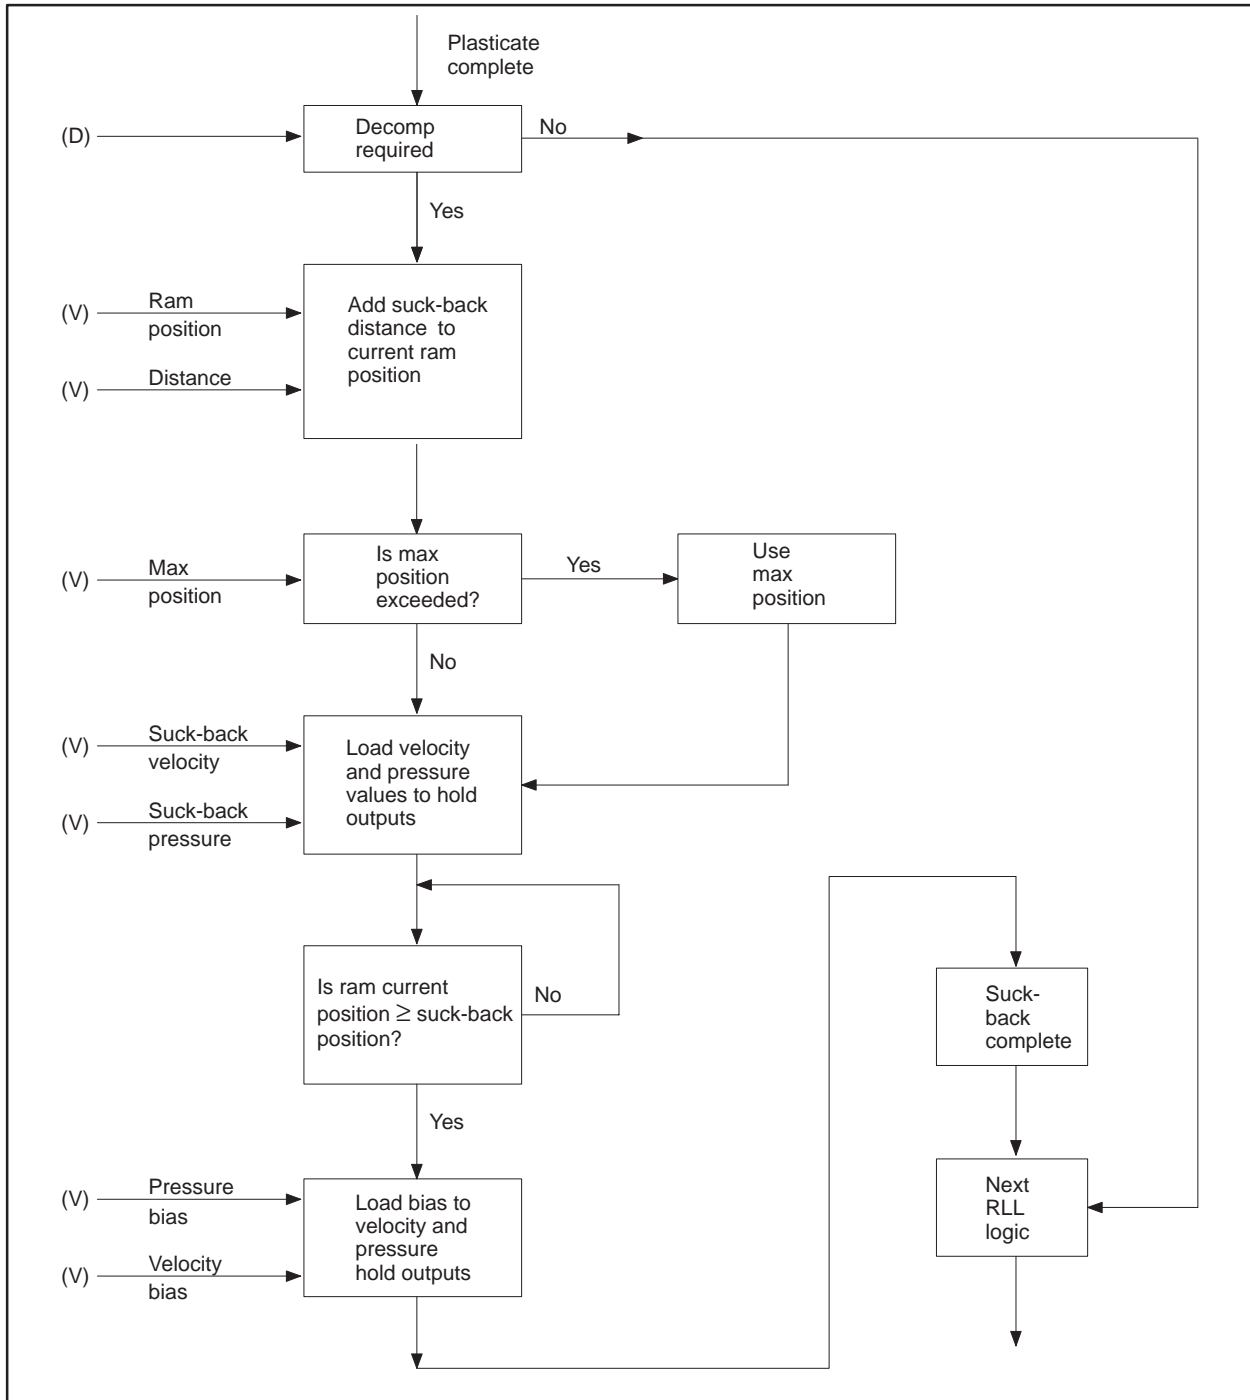 Plasticate
complete
(D)
Decomp
required
No
Yes
(V)
Ram
position
(V)
Distance
Add suck-back
distance to
current ram
position
(V)
Max
position
Is max
position
exceeded?
Yes
Use
max
position
No
(V)
Suck-back
velocity
(V)
Suck-back
pressure
Load velocity
and pressure
values to hold
outputs
Is ram current
position ≥ suck-back
position?
No
Suck-
back
complete
Yes
(V)
Pressure
bias
(V)
Velocity
bias
Load bias to
velocity and
pressure
hold outputs
Next
RLL
logic